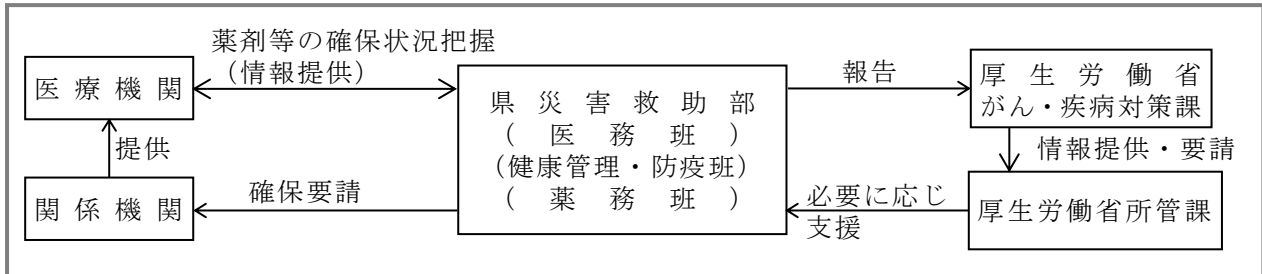 薬剤等の確保状況把握
（情報提供）
医療機関
提供
関係機関
確保要請
県災害救助部
（医務班）
（健康管理・防疫班）
（薬務班）
報告
厚生労働省
がん・疾病対策課
情報提供・要請
必要に応じ
支援
厚生労働省所管課